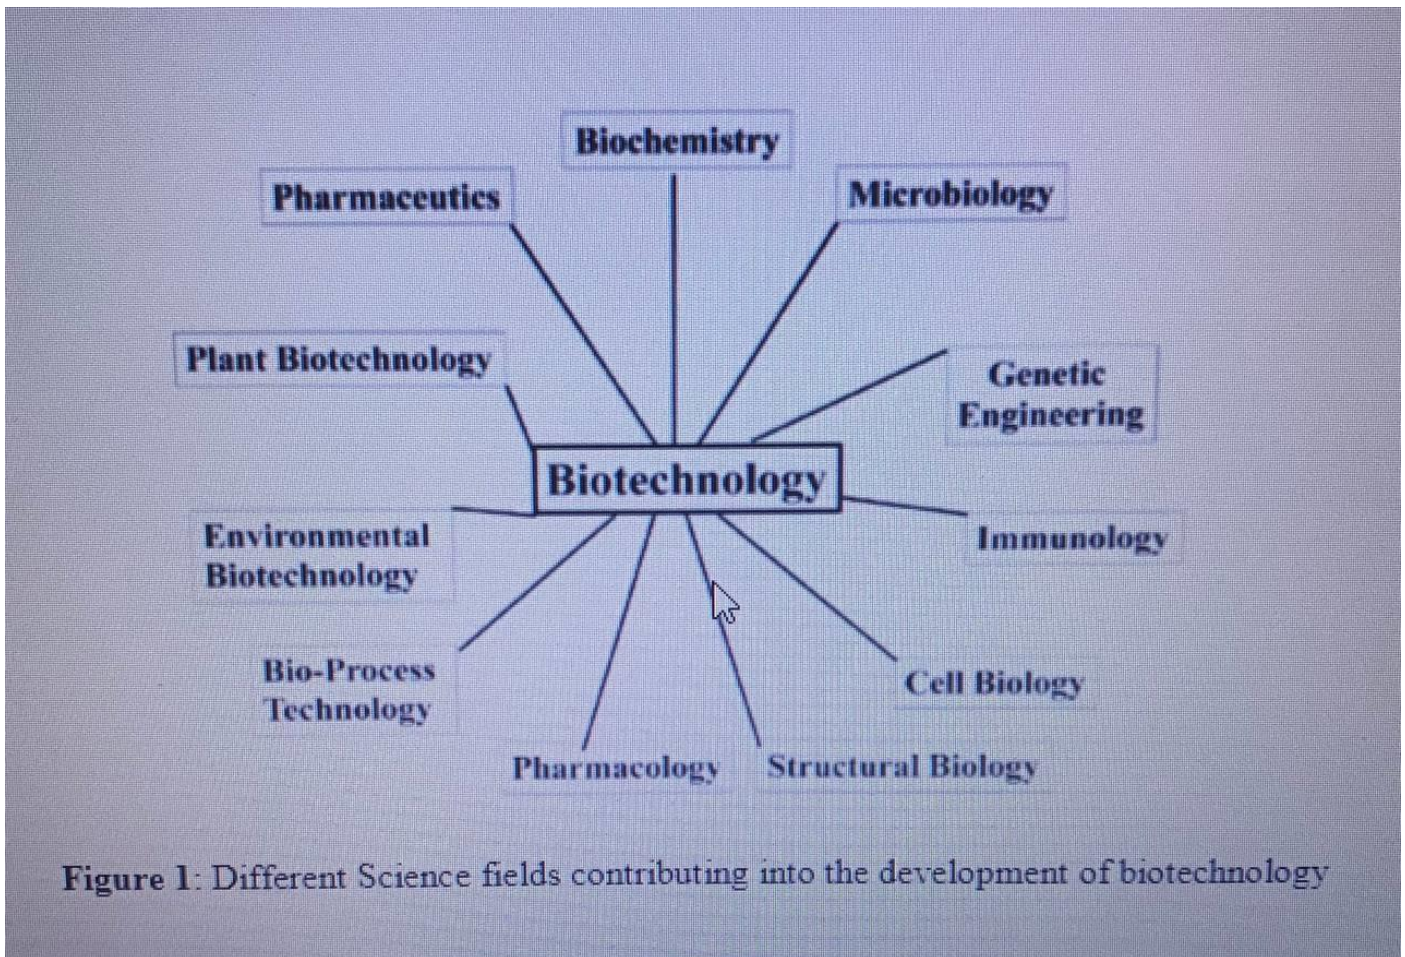 Biochemistry
Pharmaceutics
Microbiology
Plant Biotechnology
Genetic
Engineering
Biotechnology
Environmental
Biotechnology
Immunology
Bio-Process
Technology
Cell Biology
Pharmacology
Structural Biology
Figure 1: Different Science fields contributing into the development of biotechnology